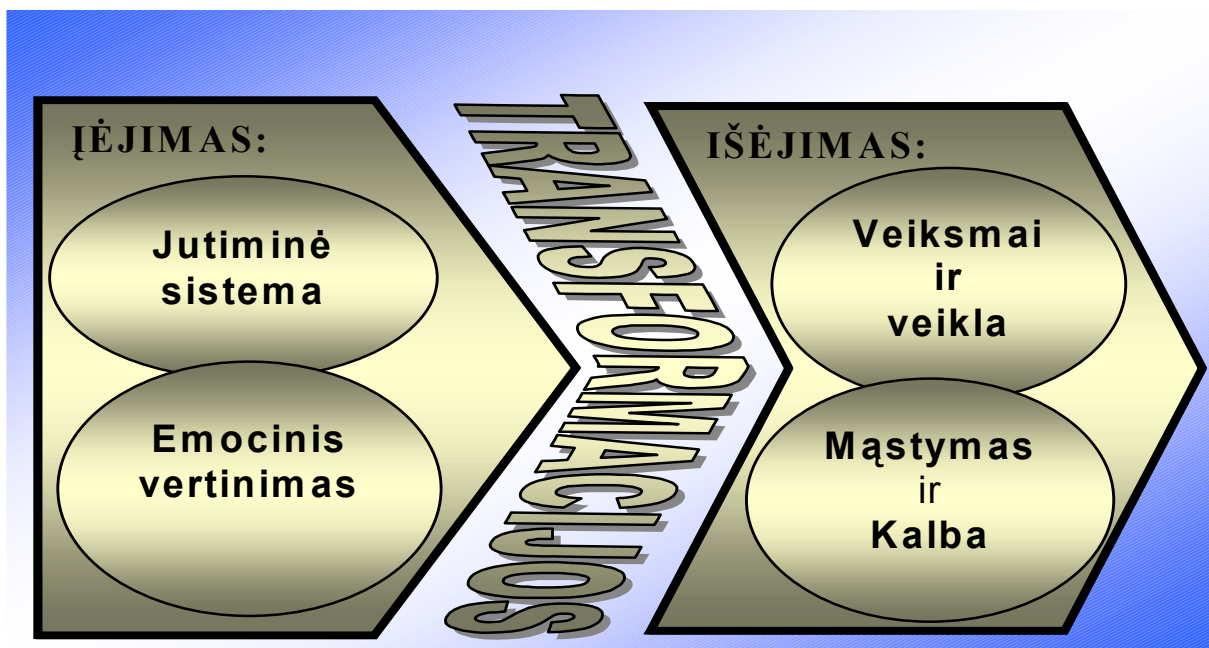 ĮĖJIMAS:
Jutiminė
sistema
Emocinis
vertinimas
TRANSFORMACIJOS
IŠĖJIMAS:
Veiksmai
ir
veikla
Mąstymas
ir
Kalba